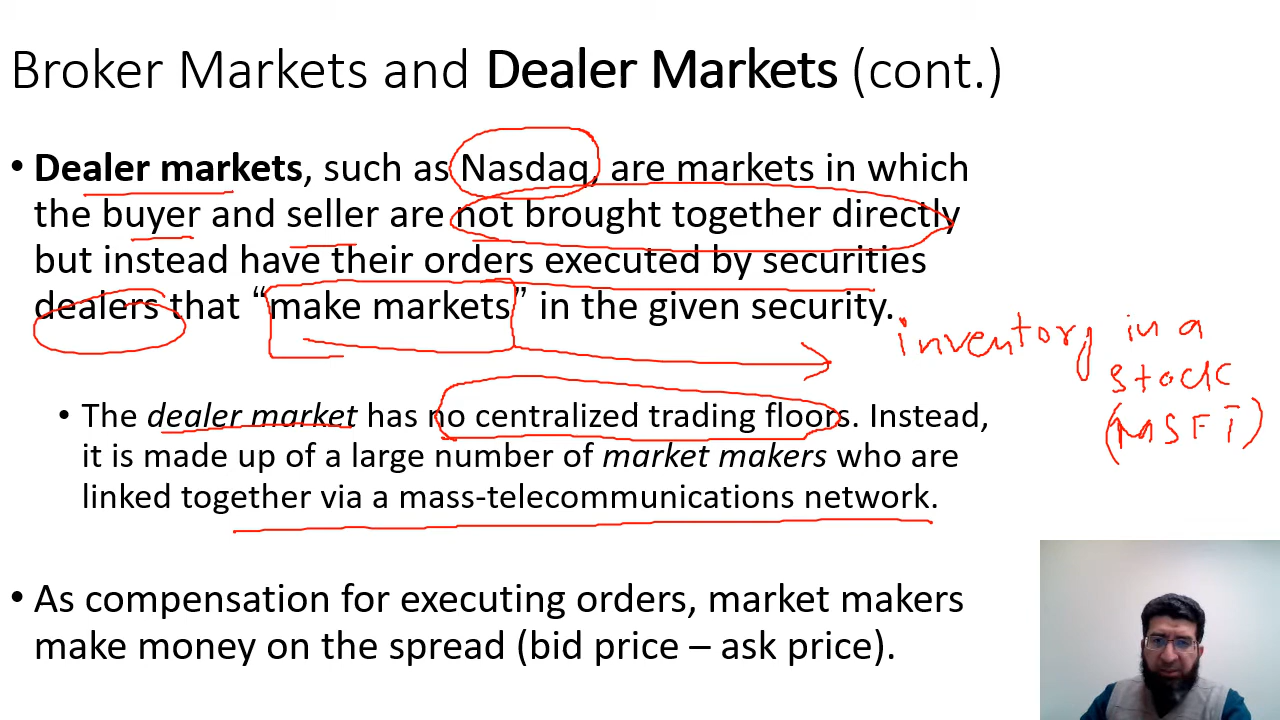 Broker Markets and Dealer Markets (cont.)
• Dealer markets, such as Nasdaq, are markets in which
the buyer and seller are not brought together directly
but instead have their orders executed by securities
dealers that “make markets” in the given security.
inventory in a
stock
(MSFT)
• The dealer market has no centralized trading floors. Instead,
it is made up of a large number of market makers who are
linked together via a mass-telecommunications network.
• As compensation for executing orders, market makers
make money on the spread (bid price – ask price).